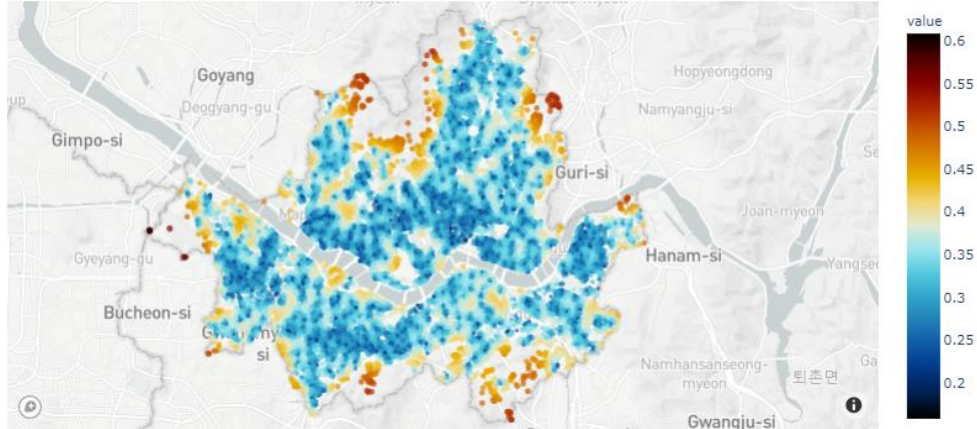 value
0.6
Goyang
Hopyeongdong
0.55
Deogyang-gu
Namyangju-si
0.5
Gimpo-si
0.45
Guri-si
0.4
Joan-myeon
Gyeyang-gu
Hanam-si
0.35
Bucheon-si
0.3
si
0.25
Namhansanseong-
myeon
퇴촌면
0.2
Gwangju-si